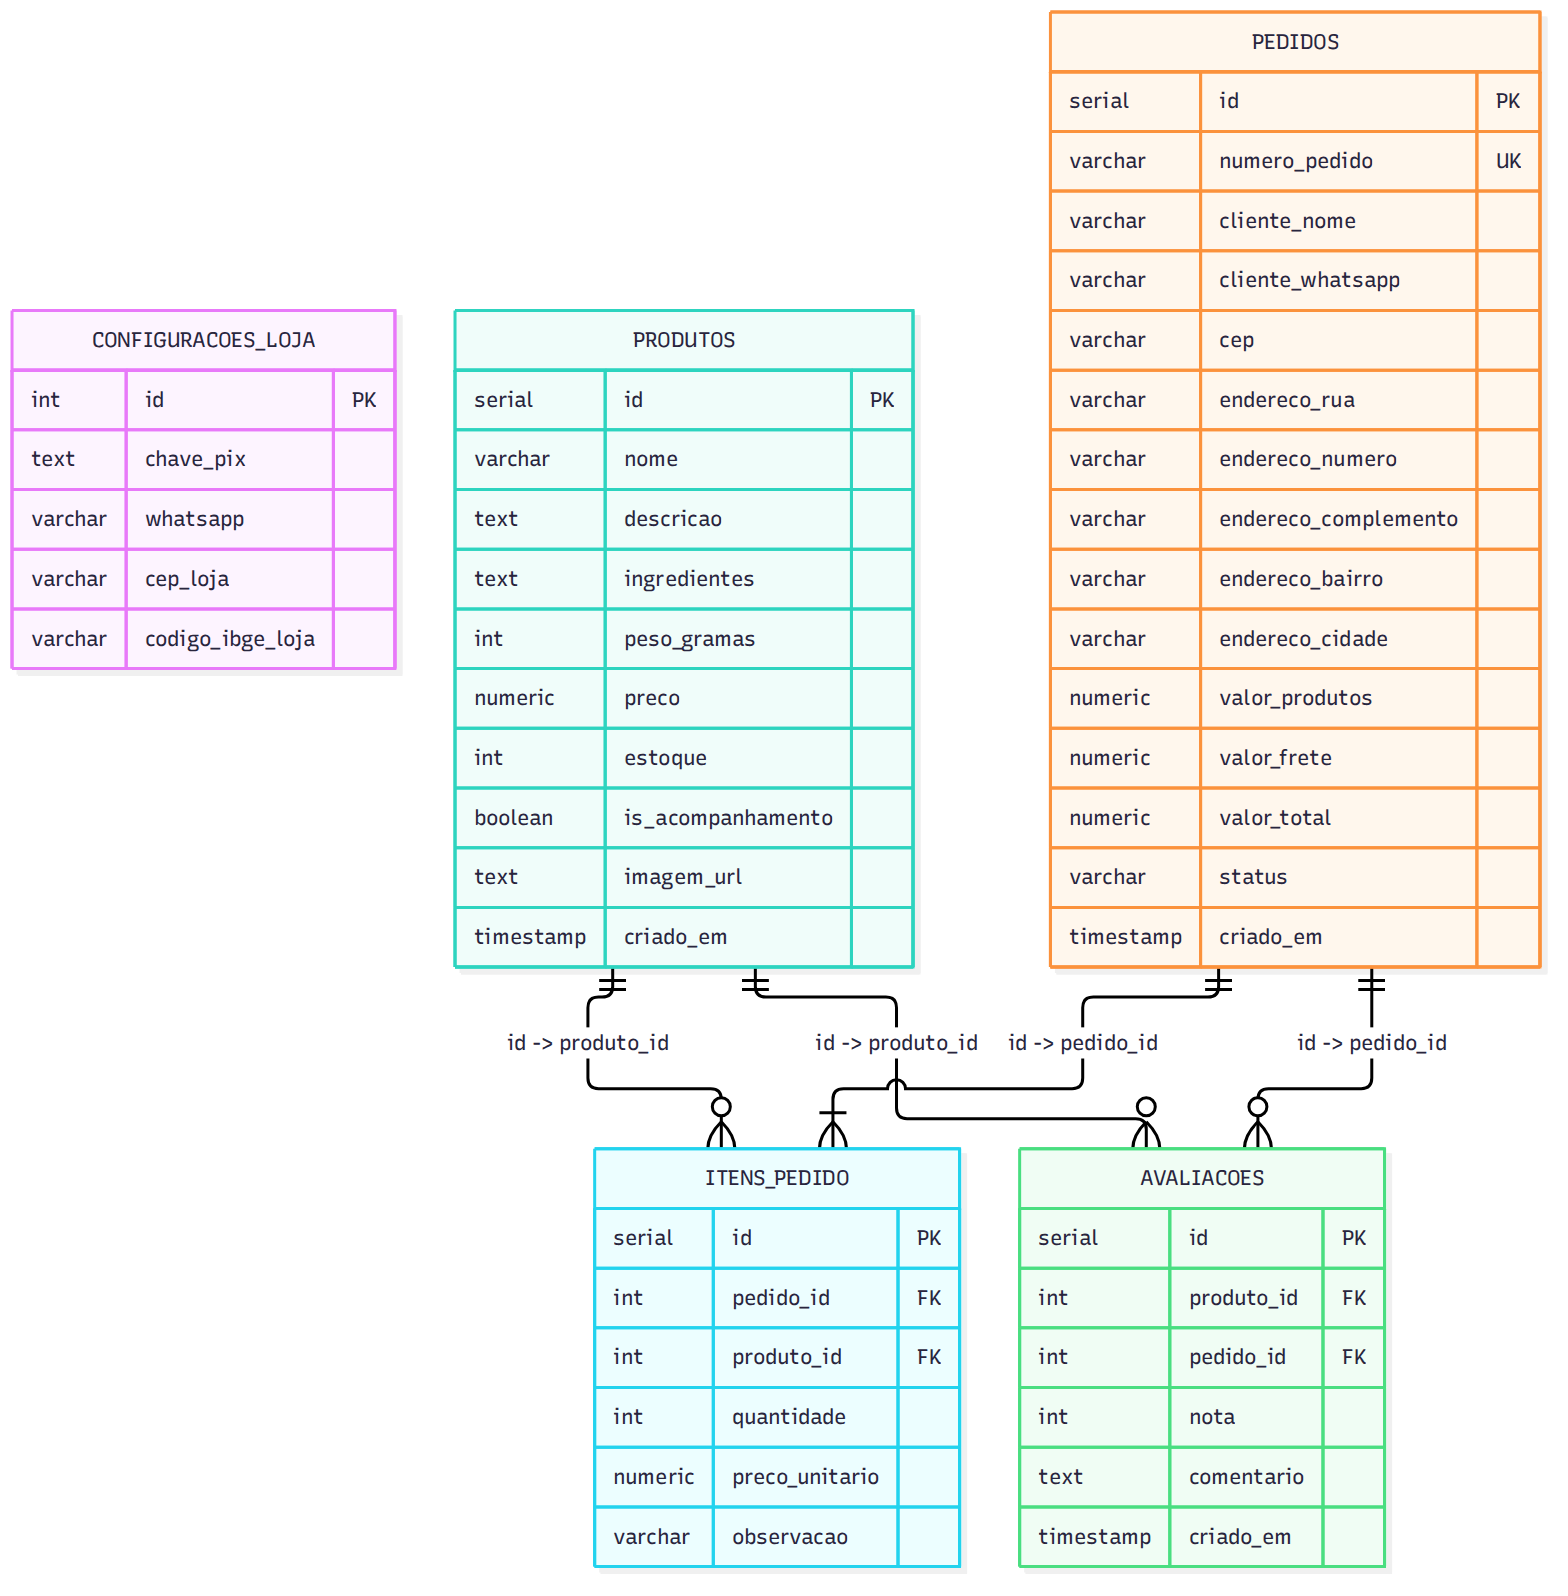 PEDIDOS
serial id PK
varchar numero_pedido UK
varchar cliente_nome
varchar cliente_whatsapp
varchar cep
varchar endereco_rua
varchar endereco_numero
varchar endereco_complemento
varchar endereco_bairro
varchar endereco_cidade
numeric valor_produtos
numeric valor_frete
numeric valor_total
varchar status
timestamp criado_em
CONFIGURACOES_LOJA
int id PK
text chave_pix
varchar whatsapp
varchar cep_loja
varchar codigo_ibge_loja
PRODUTOS
serial id PK
varchar nome
text descricao
text ingredientes
int peso_gramas
numeric preco
int estoque
boolean is_acompanhamento
text imagem_url
timestamp criado_em
id -> produto_id
id -> produto_id
id -> pedido_id
id -> pedido_id
ITENS_PEDIDO
serial id PK
int pedido_id FK
int produto_id FK
int quantidade
numeric preco_unitario
varchar observacao
AVALIACOES
serial id PK
int produto_id FK
int pedido_id FK
int nota
text comentario
timestamp criado_em